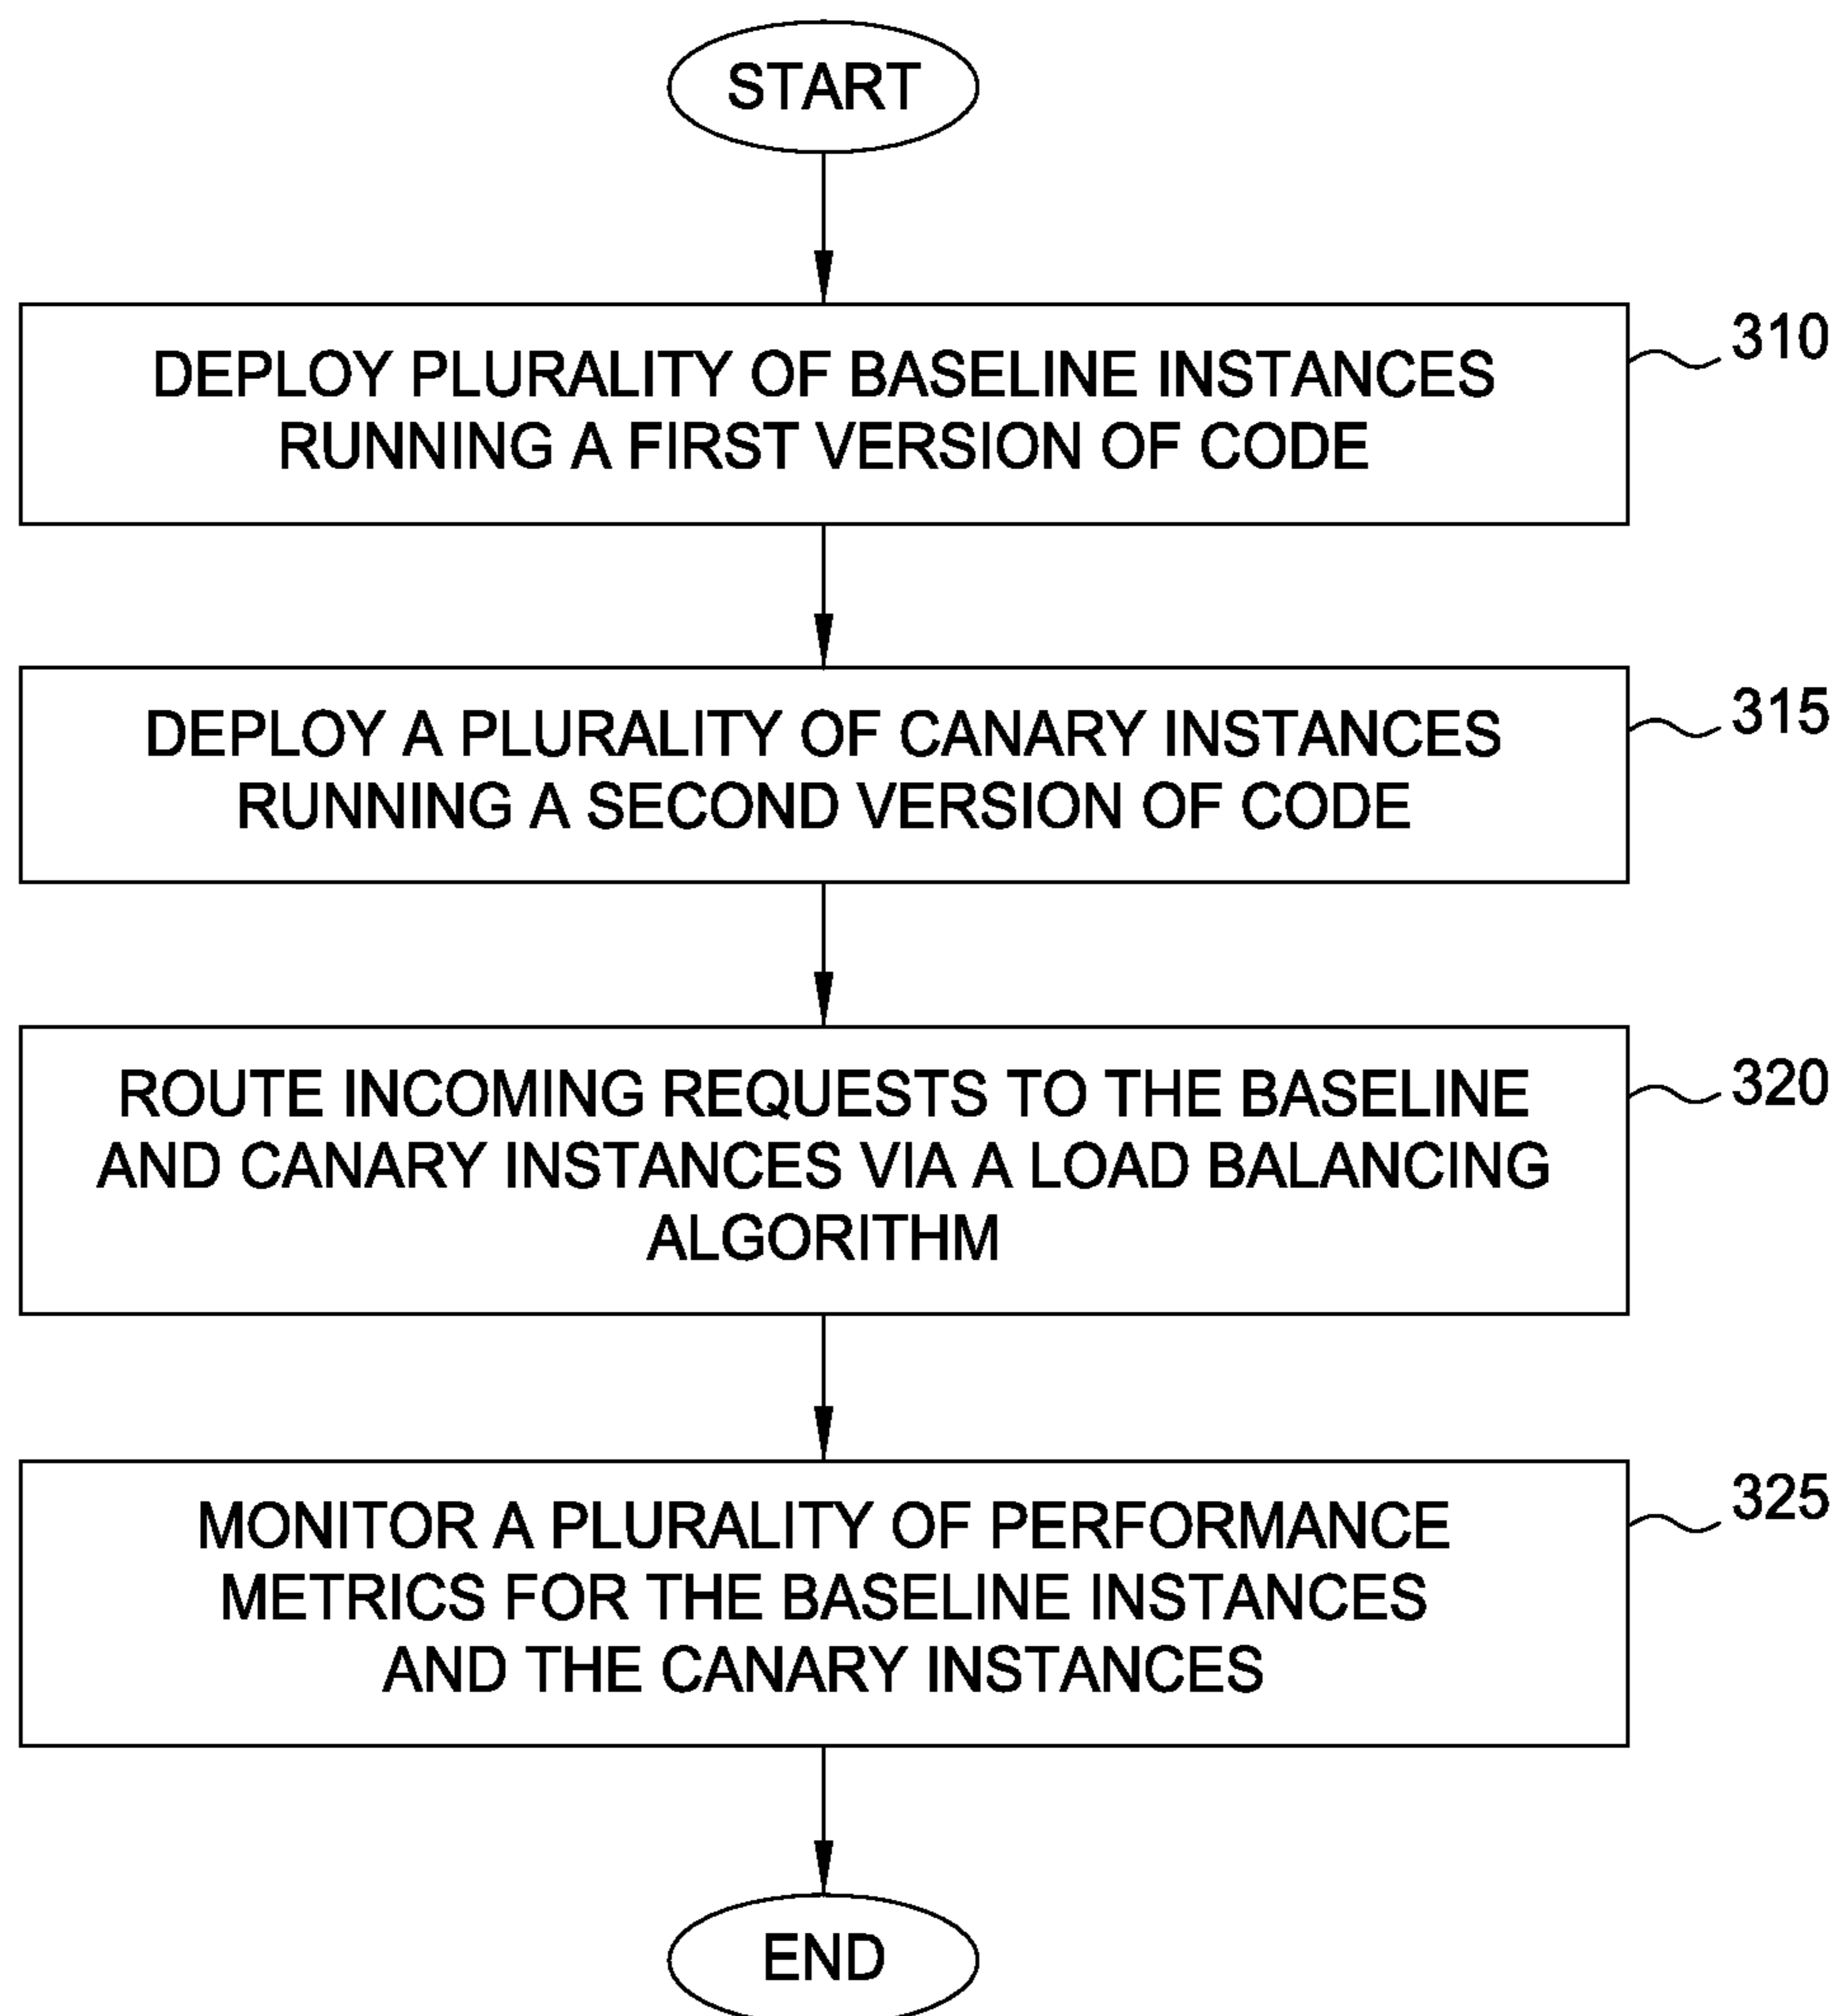 START
DEPLOY PLURALITY OF BASELINE INSTANCES
RUNNING A FIRST VERSION OF CODE
310
DEPLOY A PLURALITY OF CANARY INSTANCES
RUNNING A SECOND VERSION OF CODE
315
ROUTE INCOMING REQUESTS TO THE BASELINE
AND CANARY INSTANCES VIA A LOAD BALANCING
ALGORITHM
320
MONITOR A PLURALITY OF PERFORMANCE
METRICS FOR THE BASELINE INSTANCES
AND THE CANARY INSTANCES
325
END